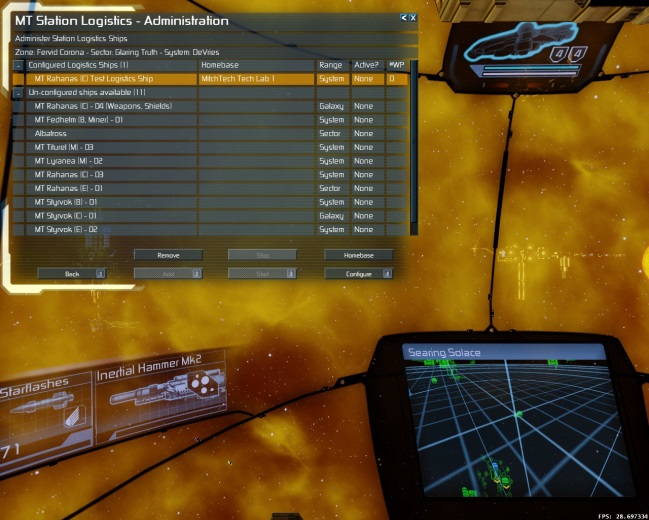 MT Station Logistics - Administration
Administer Station Logistics Ships
Zone: Fervid Corona - Sector: Glaring Truth - System: DeVries
- Configured Logistics Ships [1] Homebase Range Active? *WP
MT Rahanas (C) Test Logistics Ship MitchTech Tech Lab 1 System None 0
- Un-configured ships available [11]
MT Rahanas (C) - 04 [Weapons, Shields] Galaxy None
MT Fedhelm (B, Miner) - 01 System None
Albatross Sector None
MT Titurel (M) - 03 System None
MT Lyranea (M) - 02 System None
MT Rahanas (C) - 03 System None
MT Rahanas (E) - 01 Sector None
MT Styrvok (B) - 01 System None
MT Styrvok (C) - 01 Galaxy None
MT Styrvok (E) - 02 System None
Remove Stop Homebase
Back 1 Add 2 Start 3 Configure 4
4 4
Searing Solace
Starflashes
71
Inertial Hammer Mk2
FPS: 28.697334